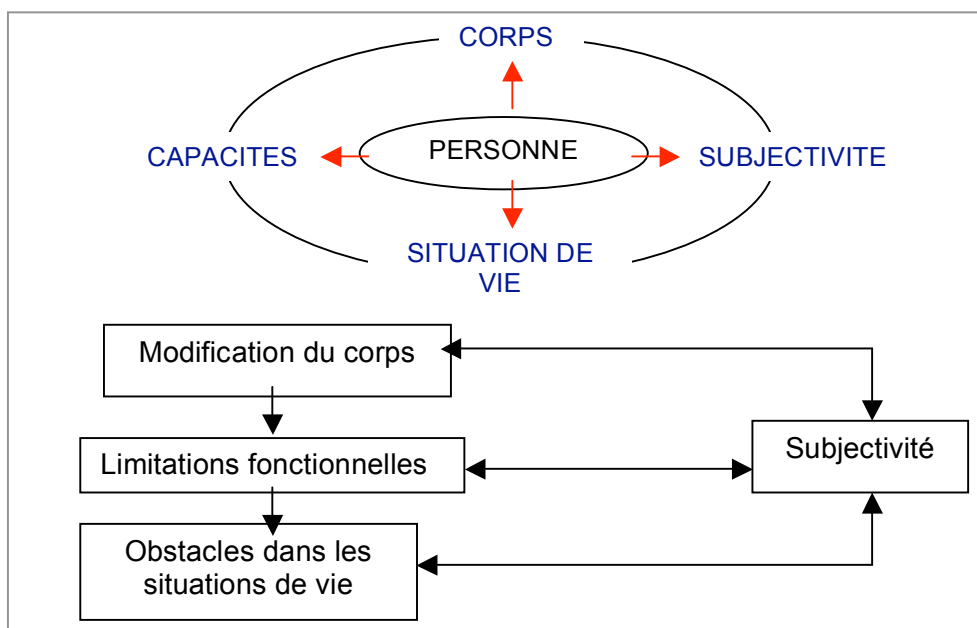 CORPS
CAPACITES
PERSONNE
SUBJECTIVITE
SITUATION DE
VIE
Modification du corps
Limitations fonctionnelles
Subjectivité
Obstacles dans les
situations de vie